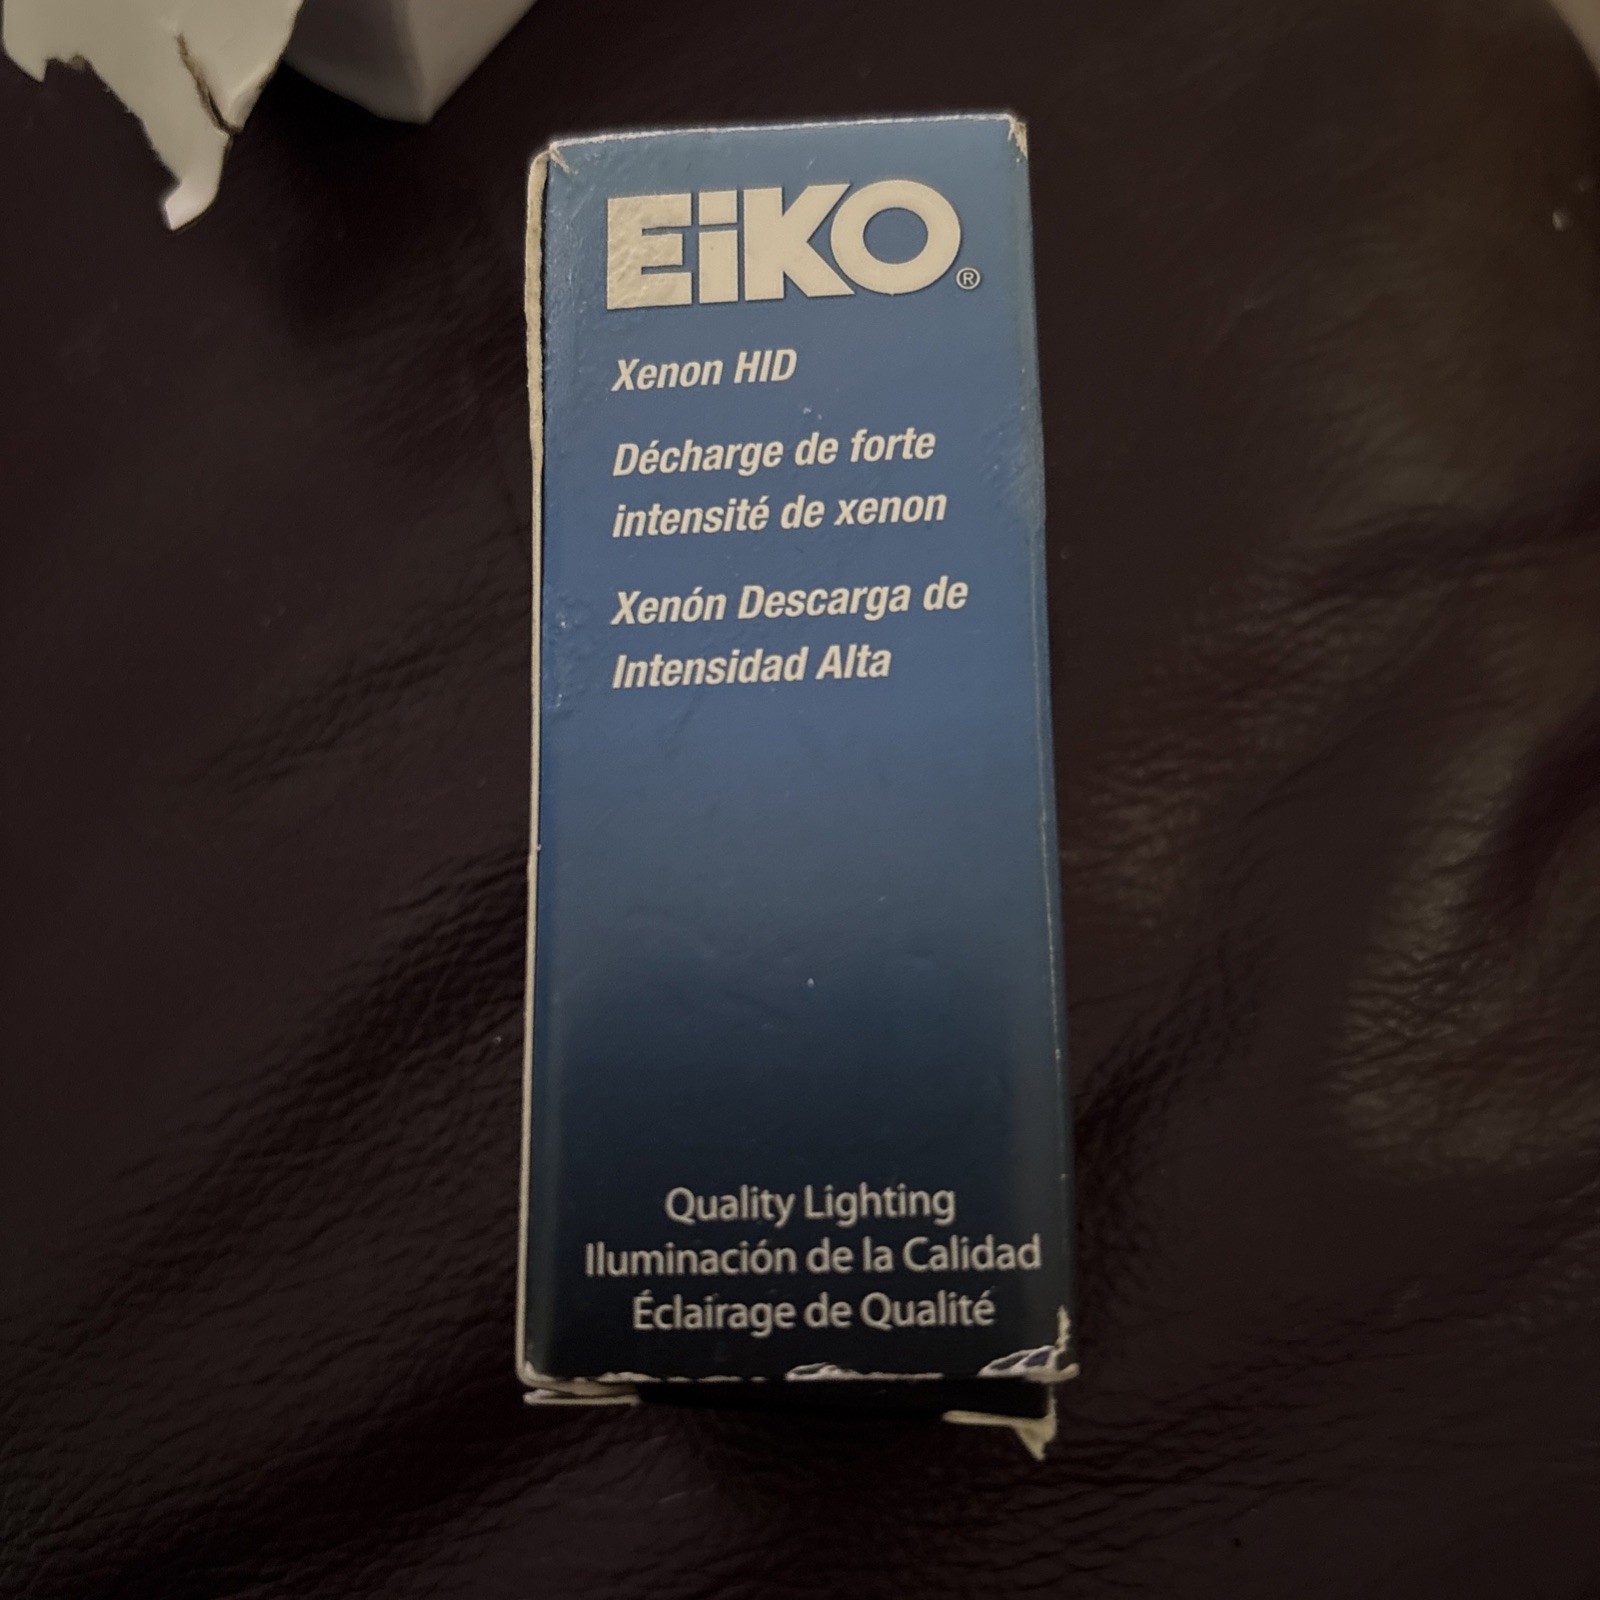 EiKO®
Xenon HID
Décharge de forte
intensité de xenon
Xenón Descarga de
Intensidad Alta
Quality Lighting
Iluminación de la Calidad
Éclairage de Qualité